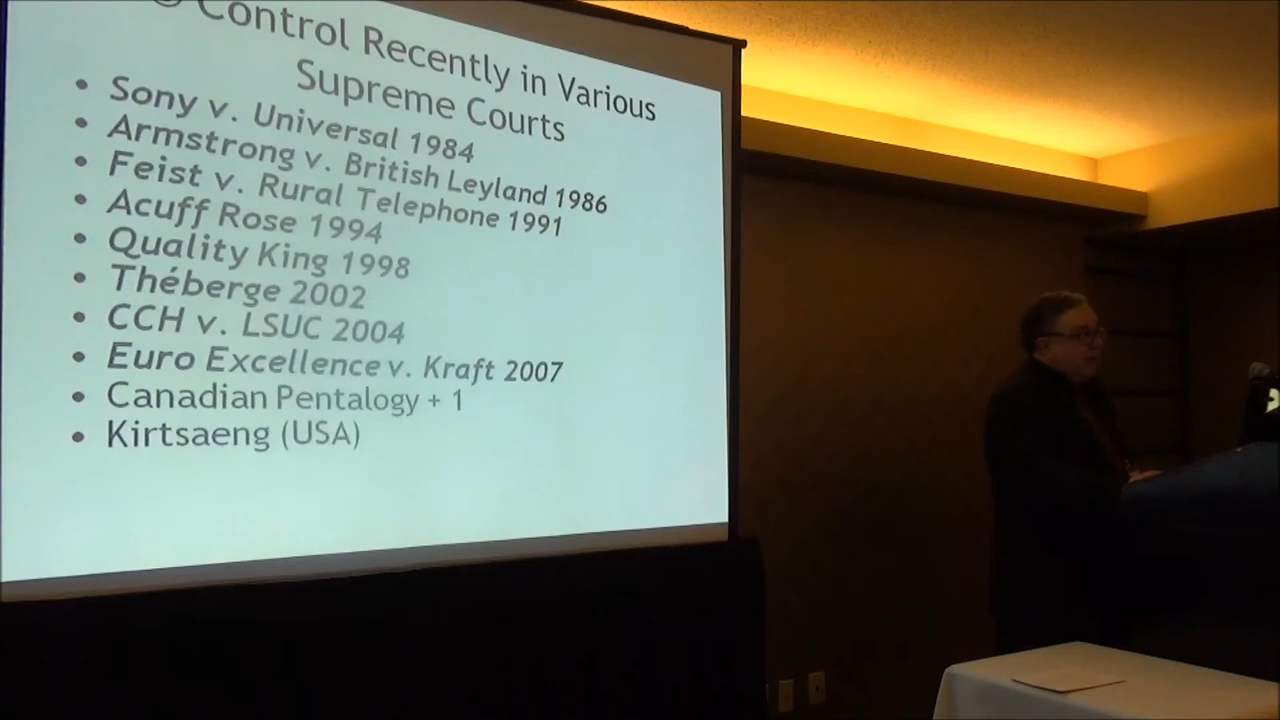 © Control Recently in Various
Supreme Courts
• Sony v. Universal 1984
• Armstrong v. British Leyland 1986
• Feist v. Rural Telephone 1991
• Acuff Rose 1994
• Quality King 1998
• Théberge 2002
• CCH v. LSUC 2004
• Euro Excellence v. Kraft 2007
• Canadian Pentalogy + 1
• Kirtsaeng (USA)